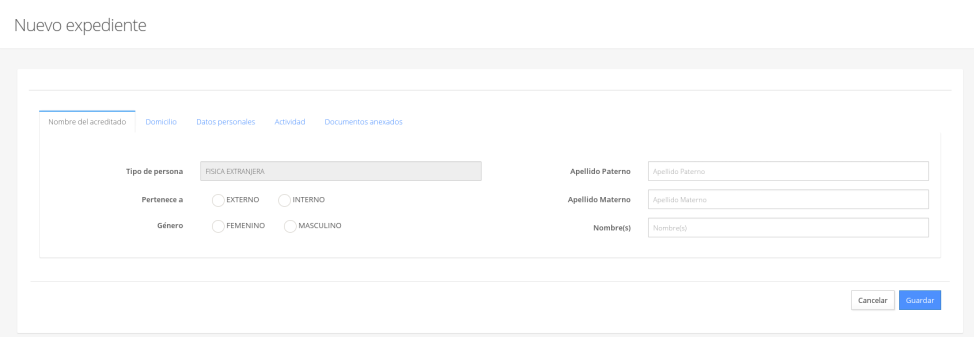 Nuevo expediente
Nombre del acreditado Domicilio Datos personales Actividad Documentos anexados
Tipo de persona FISICA EXTRANJERA Apellido Paterno Apellido Paterno
Pertenece a EXTERNO INTERNO Apellido Materno Apellido Materno
Género FEMENINO MASCULINO Nombre(s) Nombre(s)
Cancelar Guardar